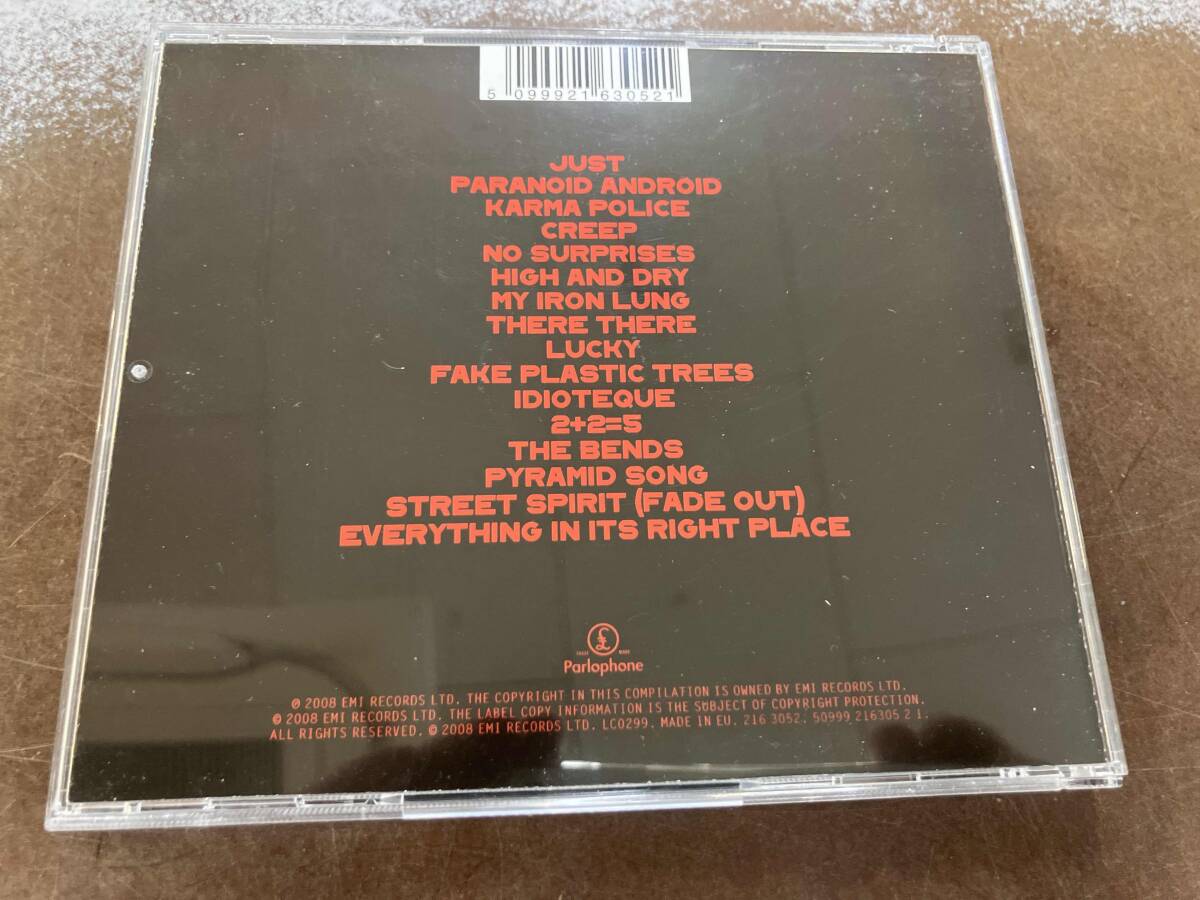 5 099921 630521
JUST
PARANOID ANDROID
KARMA POLICE
CREEP
NO SURPRISES
HIGH AND DRY
MY IRON LUNG
THERE THERE
LUCKY
FAKE PLASTIC TREES
IDIOTEQUE
2+2=5
THE BENDS
PYRAMID SONG
STREET SPIRIT (FADE OUT)
EVERYTHING IN ITS RIGHT PLACE
£
TRADE MARK
Parlophone
℗ 2008 EMI RECORDS LTD. THE COPYRIGHT IN THIS COMPILATION IS OWNED BY EMI RECORDS LTD.
© 2008 EMI RECORDS LTD. THE LABEL COPY INFORMATION IS THE SUBJECT OF COPYRIGHT PROTECTION.
ALL RIGHTS RESERVED. © 2008 EMI RECORDS LTD. LC0299. MADE IN EU. 216 3052. 50999 216305 2 1.